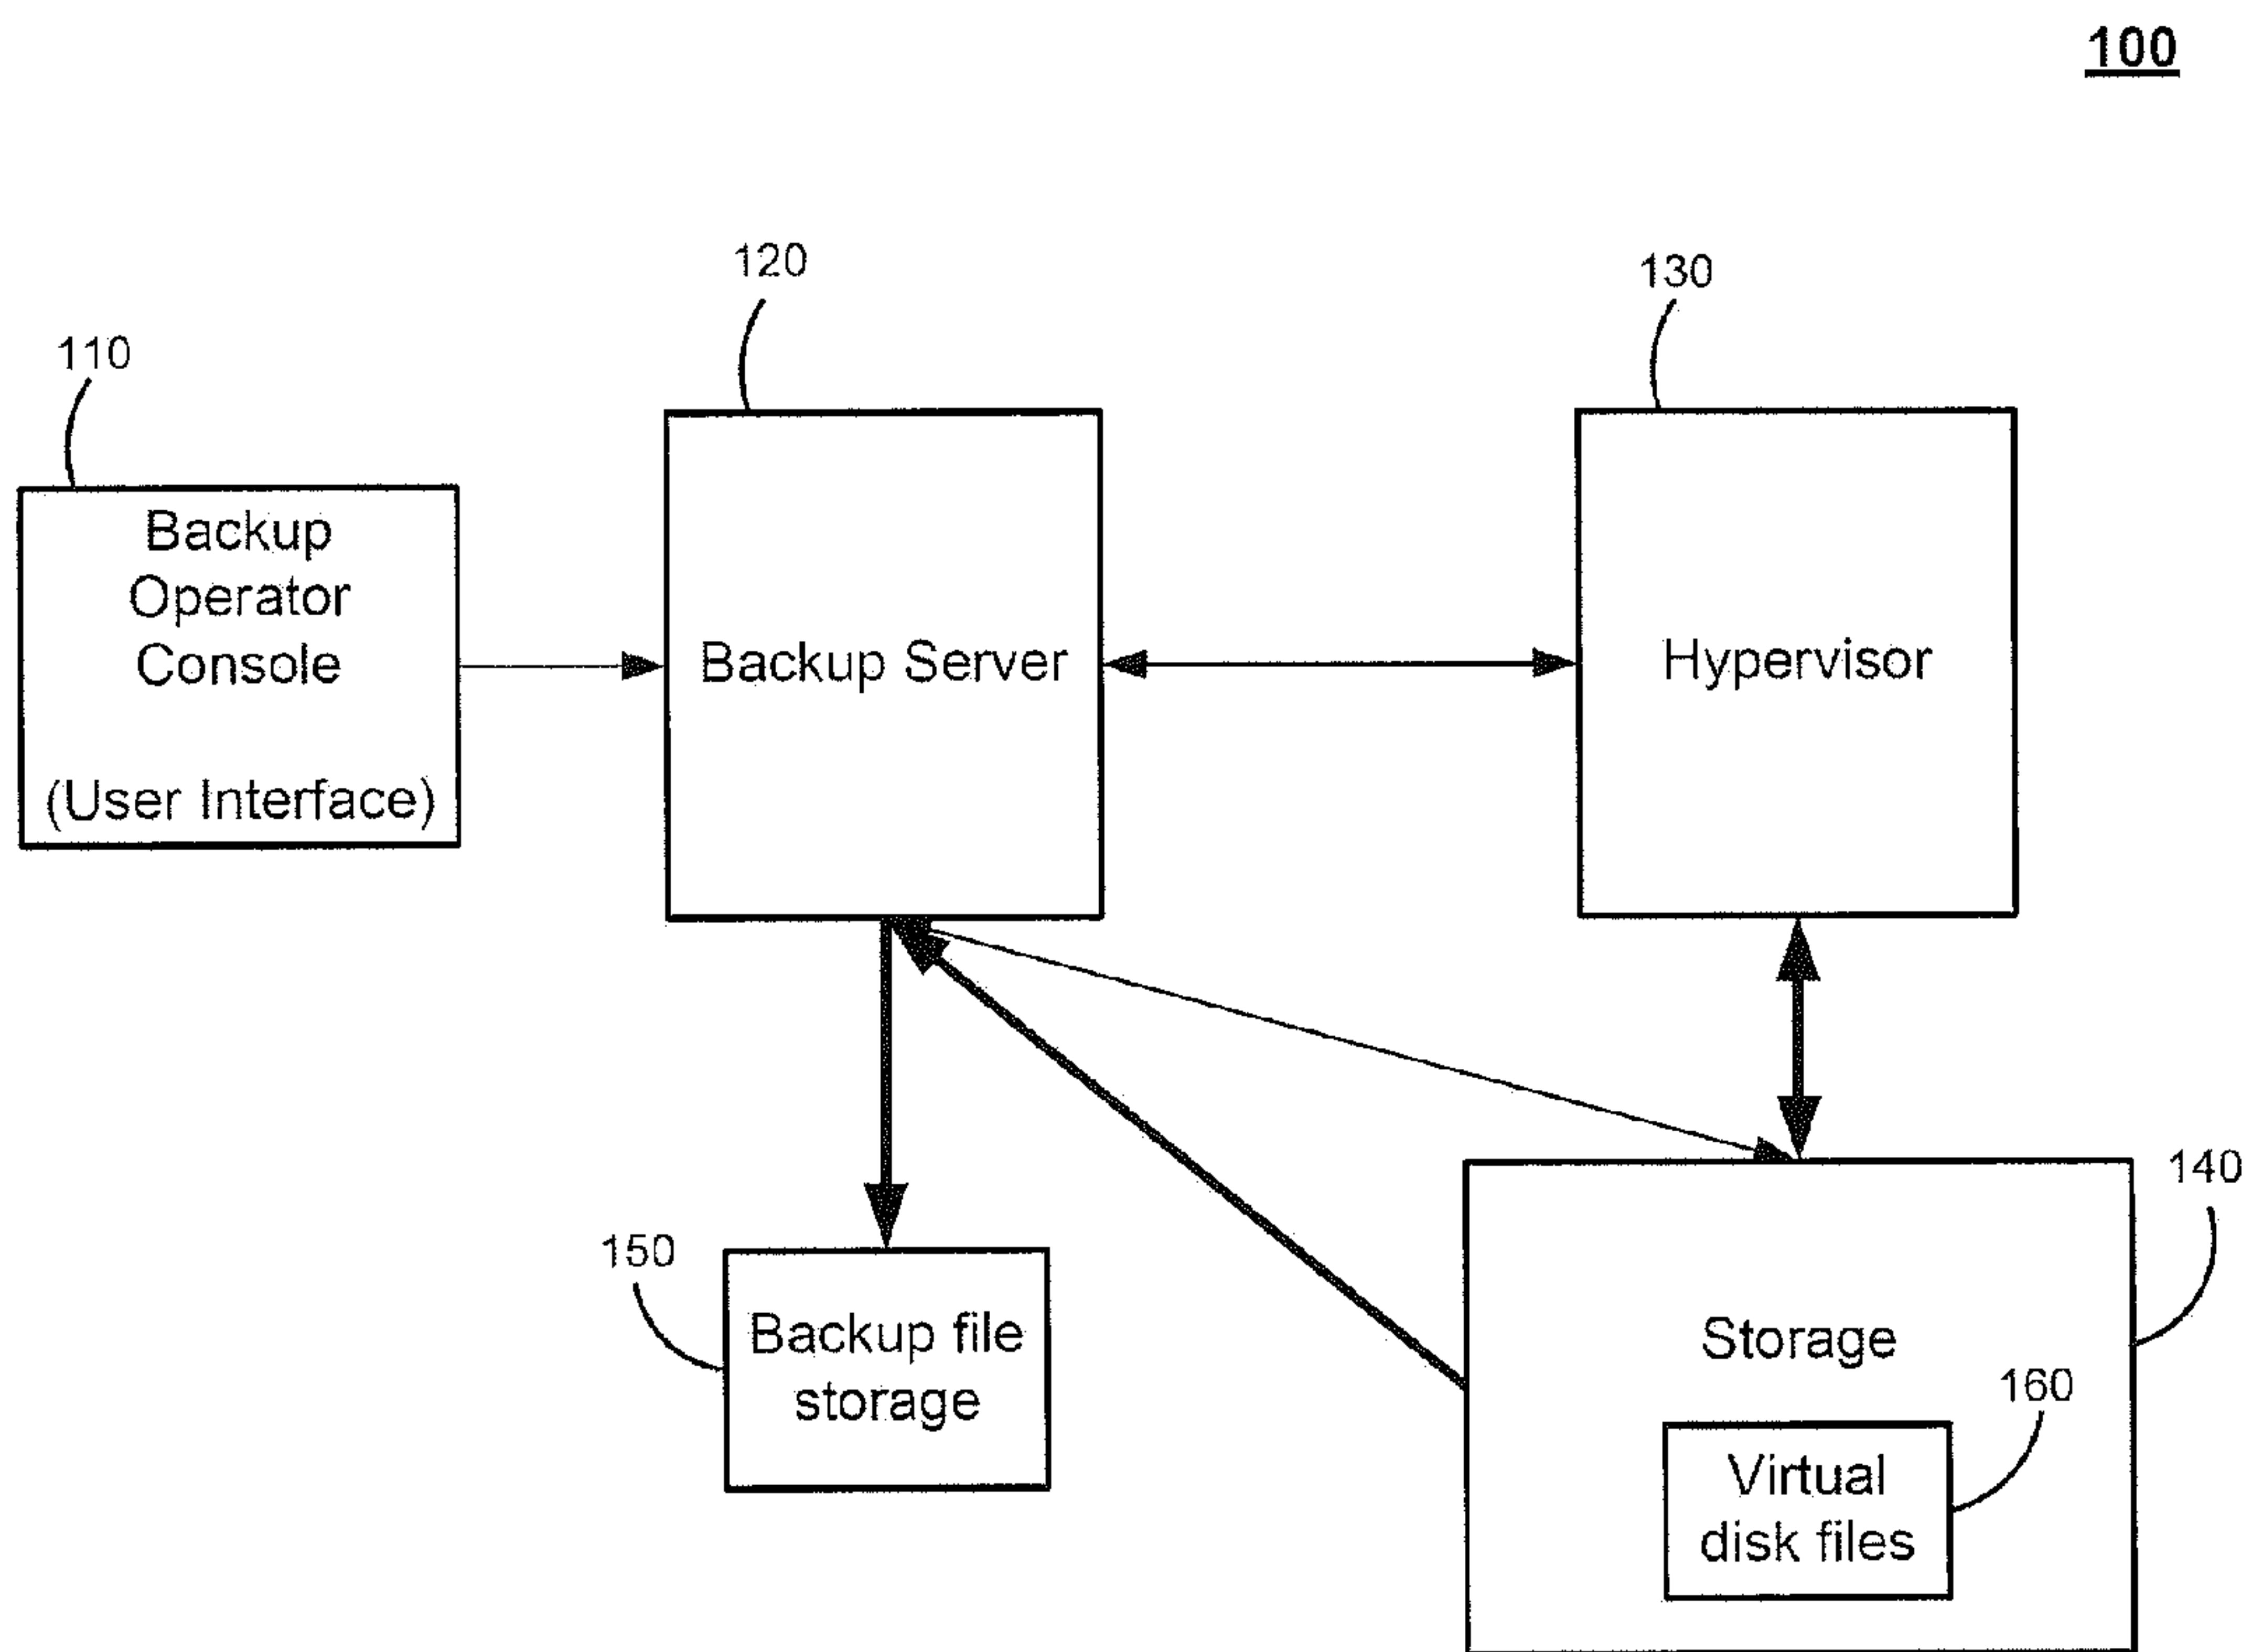 100
120
130
110
Backup
Operator
Console
(User Interface)
Backup Server
Hypervisor
140
150
Backup file
storage
Storage
160
Virtual
disk files